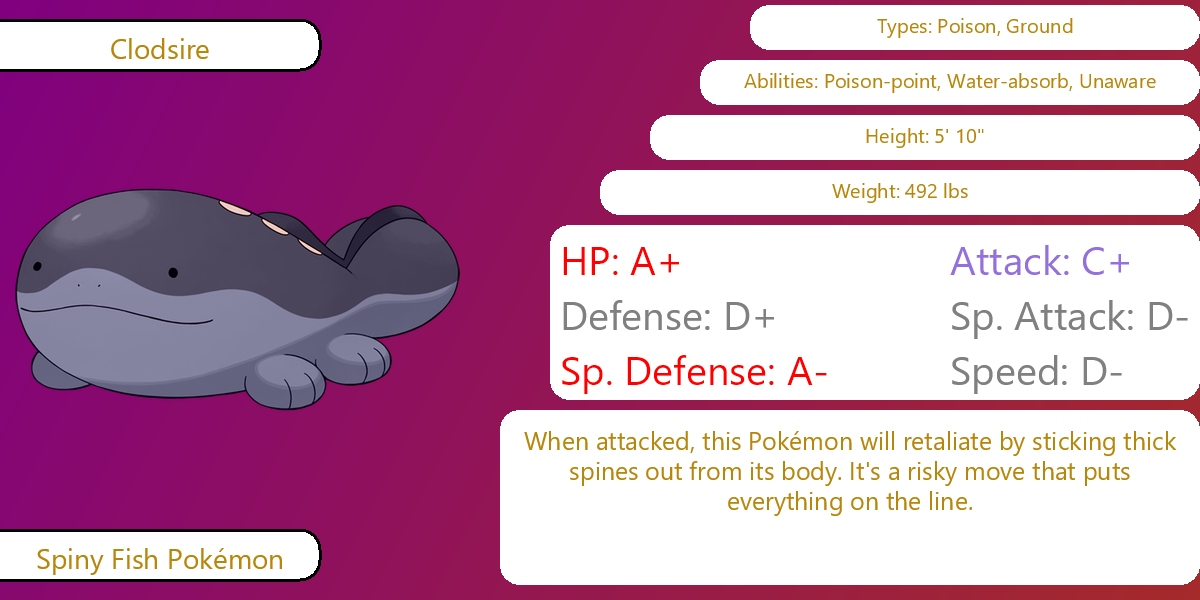 Clodsire
Types: Poison, Ground
Abilities: Poison-point, Water-absorb, Unaware
Height: 5' 10"
Weight: 492 lbs
HP: A+
Attack: C+
Defense: D+
Sp. Attack: D-
Sp. Defense: A-
Speed: D-
When attacked, this Pokémon will retaliate by sticking thick
spines out from its body. It's a risky move that puts
everything on the line.
Spiny Fish Pokémon